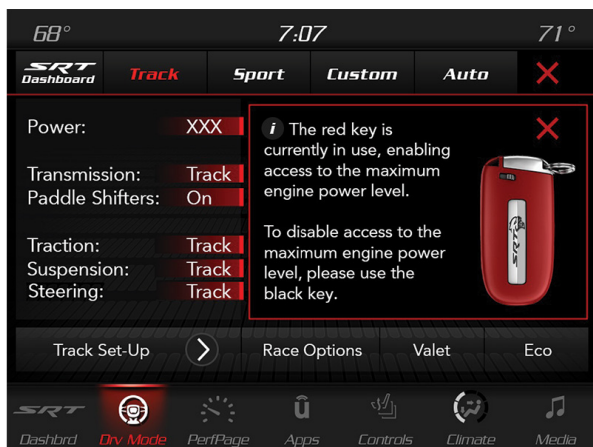 68°
7:07
71°
SRT
Dashboard
Track
Sport
Custom
Auto
Power: XXX
Transmission: Track
Paddle Shifters: On
Traction: Track
Suspension: Track
Steering: Track
i The red key is
currently in use, enabling
access to the maximum
engine power level.
To disable access to the
maximum engine power
level, please use the
black key.
SRT
Track Set-Up
Race Options
Valet
Eco
SRT
Dashbrd
Drv Mode
PerfPage
Apps
Controls
Climate
Media